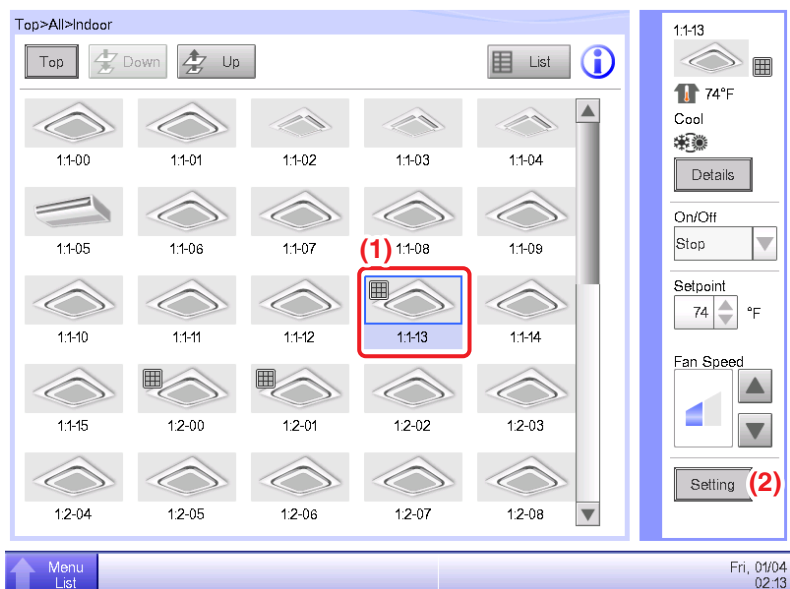 Top>All>Indoor
Top Down Up List
1:1-00 1:1-01 1:1-02 1:1-03 1:1-04
1:1-05 1:1-06 1:1-07 1:1-08 1:1-09
(1)
1:1-10 1:1-11 1:1-12 1:1-13 1:1-14
1:1-15 1:2-00 1:2-01 1:2-02 1:2-03
1:2-04 1:2-05 1:2-06 1:2-07 1:2-08
1:1-13
74°F
Cool
Details
On/Off
Stop
Setpoint
74 °F
Fan Speed
Setting (2)
Menu
List
Fri, 01/04
02:13